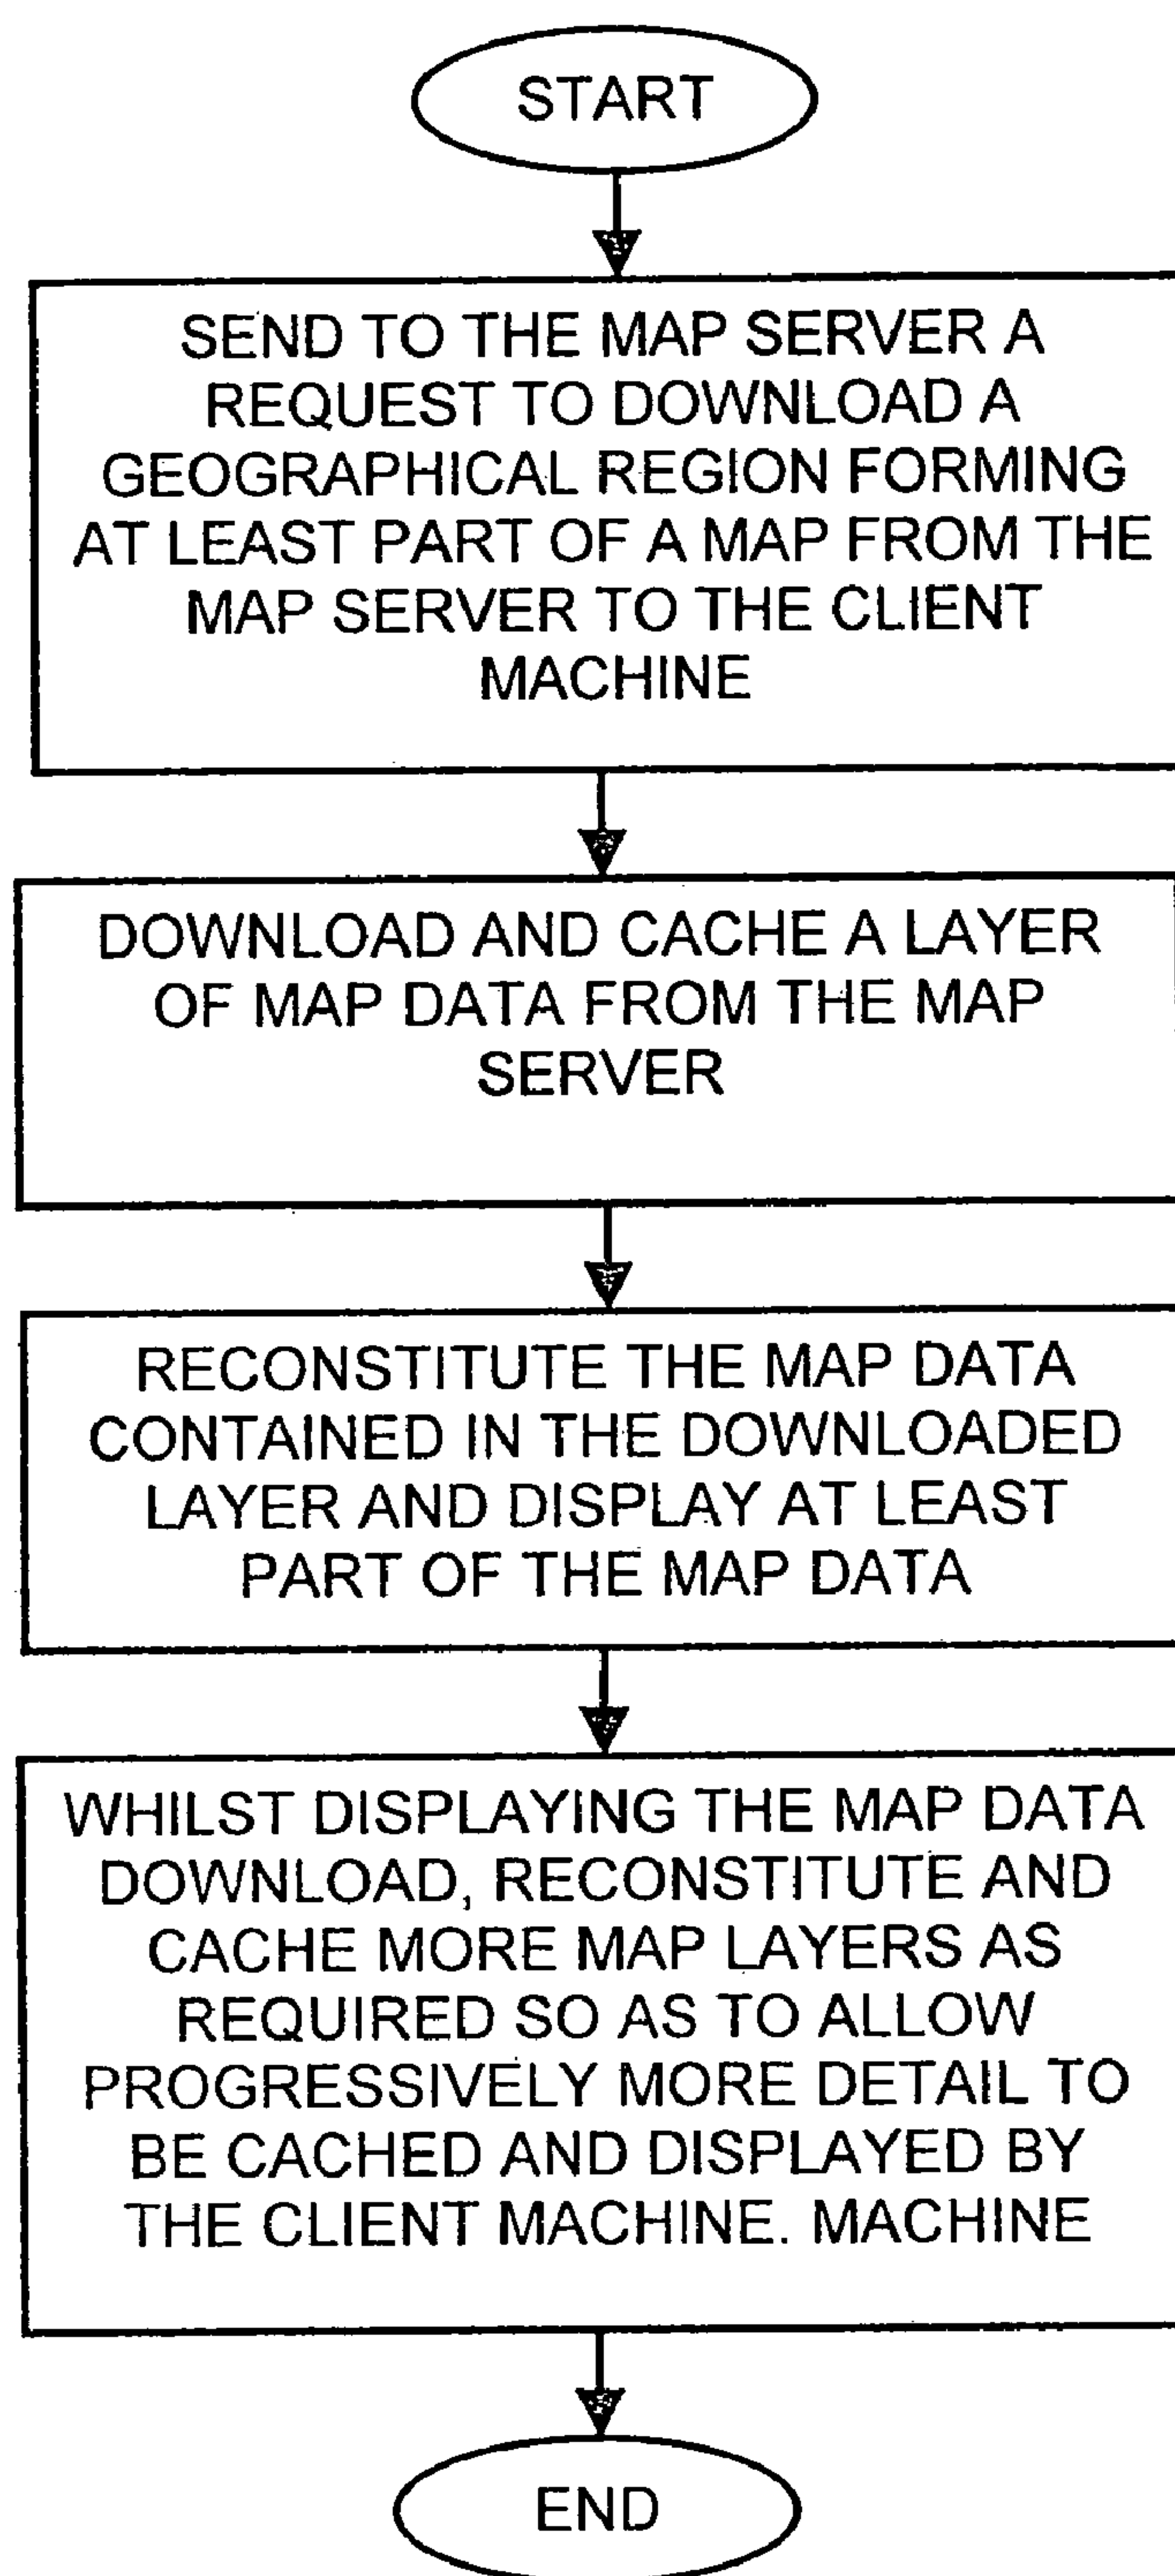 START
SEND TO THE MAP SERVER A
REQUEST TO DOWNLOAD A
GEOGRAPHICAL REGION FORMING
AT LEAST PART OF A MAP FROM THE
MAP SERVER TO THE CLIENT
MACHINE
DOWNLOAD AND CACHE A LAYER
OF MAP DATA FROM THE MAP
SERVER
RECONSTITUTE THE MAP DATA
CONTAINED IN THE DOWNLOADED
LAYER AND DISPLAY AT LEAST
PART OF THE MAP DATA
WHILST DISPLAYING THE MAP DATA
DOWNLOAD, RECONSTITUTE AND
CACHE MORE MAP LAYERS AS
REQUIRED SO AS TO ALLOW
PROGRESSIVELY MORE DETAIL TO
BE CACHED AND DISPLAYED BY
THE CLIENT MACHINE. MACHINE
END